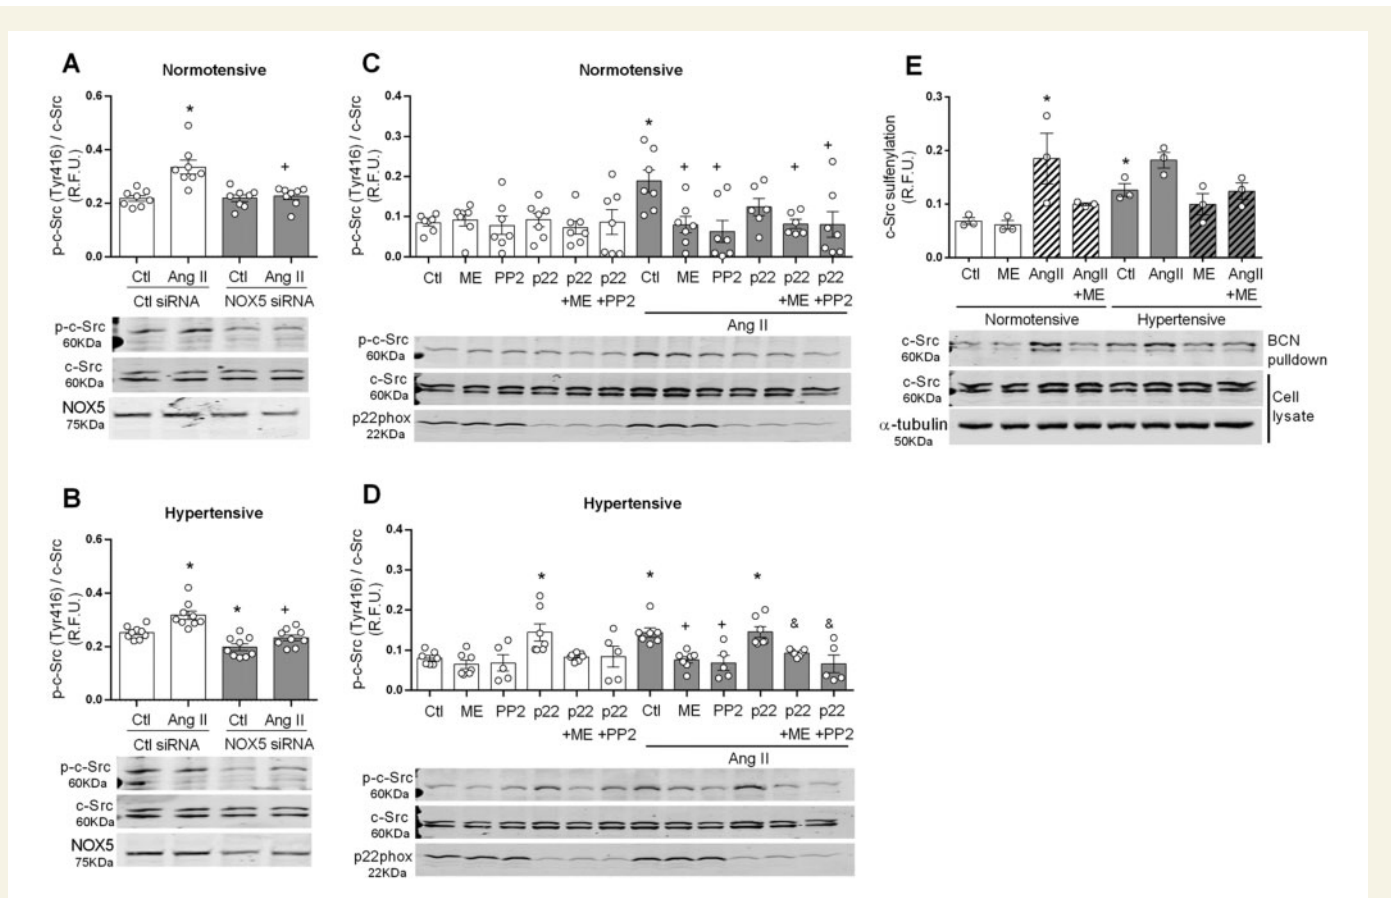 A
Normotensive
p-c-Src (Tyr416) / c-Src
(R.F.U.)
0.6
0.4
0.2
0.0
*
+
Ctl Ang II Ctl Ang II
Ctl siRNA NOX5 siRNA
p-c-Src
60KDa
c-Src
60KDa
NOX5
75KDa
B
Hypertensive
p-c-Src (Tyr416) / c-Src
(R.F.U.)
0.6
0.4
0.2
0.0
* * +
Ctl Ang II Ctl Ang II
Ctl siRNA NOX5 siRNA
p-c-Src
60KDa
c-Src
60KDa
NOX5
75KDa
C
Normotensive
p-c-Src (Tyr416) / c-Src
(R.F.U.)
0.4
0.3
0.2
0.1
0.0
* + + + +
Ctl ME PP2 p22 p22 p22 Ctl ME PP2 p22 p22 p22
+ME +PP2 +ME +PP2
Ang II
p-c-Src
60KDa
c-Src
60KDa
p22phox
22KDa
D
Hypertensive
p-c-Src (Tyr416) / c-Src
(R.F.U.)
0.4
0.3
0.2
0.1
0.0
* * + + * & &
Ctl ME PP2 p22 p22 p22 Ctl ME PP2 p22 p22 p22
+ME +PP2 +ME +PP2
Ang II
p-c-Src
60KDa
c-Src
60KDa
p22phox
22KDa
E
c-Src sulfenylation
(R.F.U.)
0.3
0.2
0.1
0.0
* *
Ctl ME AngII AngII Ctl AngII ME AngII
+ME +ME
Normotensive Hypertensive
c-Src
60KDa
BCN
pulldown
c-Src
60KDa
α-tubulin
50KDa
Cell
lysate